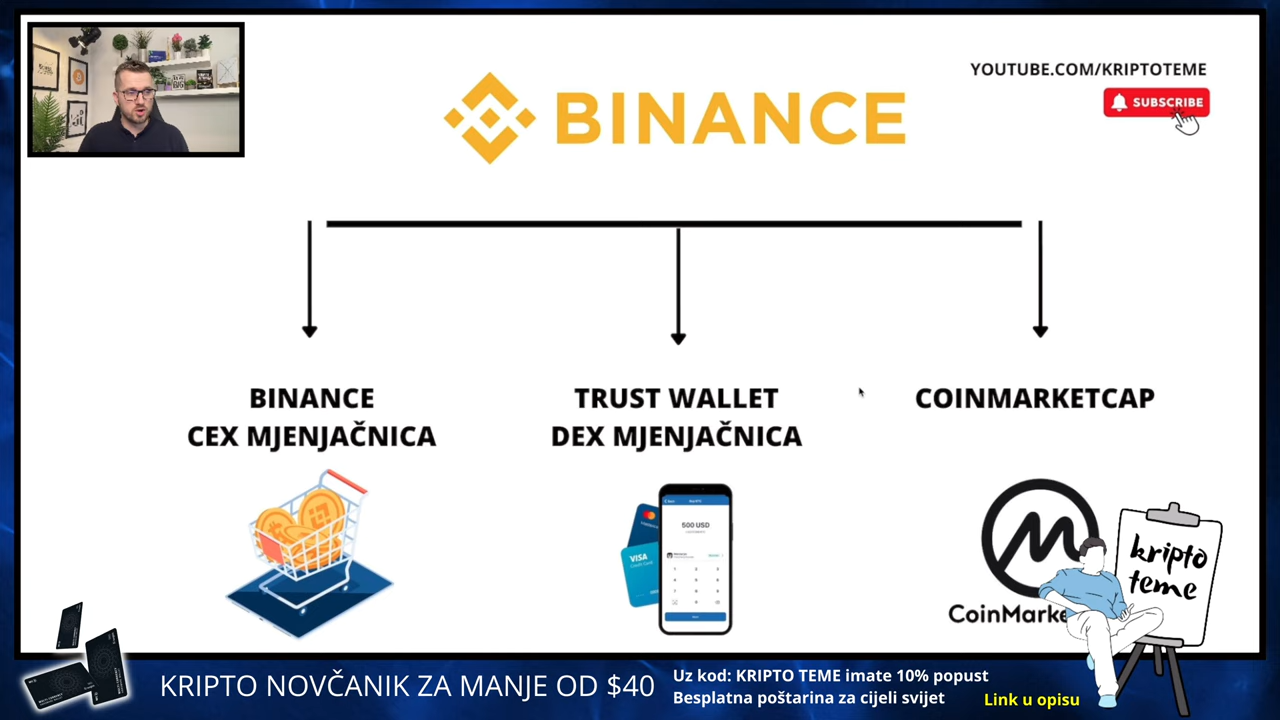 YOUTUBE.COM/KRIPTOTEME
SUBSCRIBE
BINANCE
BINANCE
CEX MJENJAČNICA
TRUST WALLET
DEX MJENJAČNICA
COINMARKETCAP
500 USD
VISA
kripto
teme
CoinMarke
KRIPTO NOVČANIK ZA MANJE OD $40
Uz kod: KRIPTO TEME imate 10% popust
Besplatna poštarina za cijeli svijet
Link u opisu